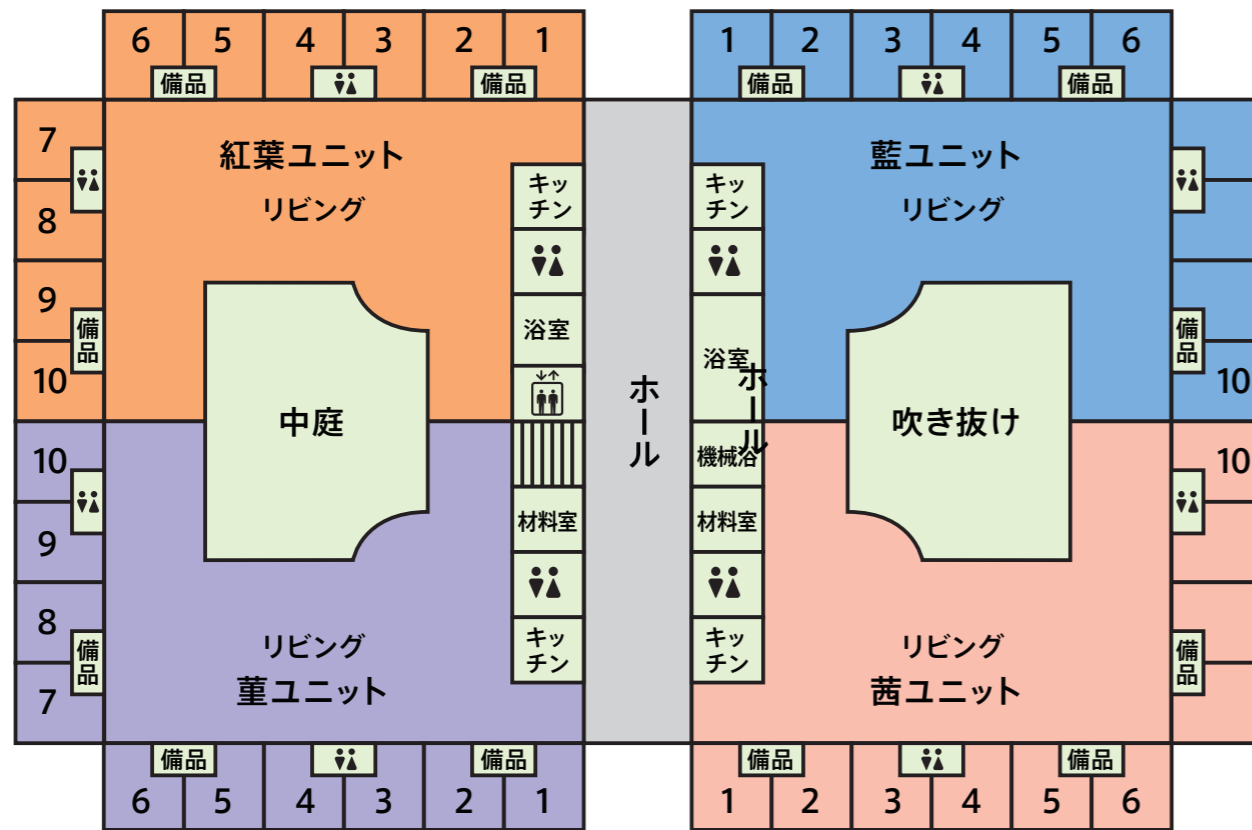 6 5 4 3 2 1
備品 備品
1 2 3 4 5 6
備品 備品
7
8
9
10
備品
紅葉ユニット
リビング
キッ
チン
浴室
藍ユニット
リビング
キッ
チン
浴室
備品
10
中庭
ホール
ホール
吹き抜け
10
9
8
7
備品
材料室
キッ
チン
リビング
菫ユニット
機械浴
材料室
キッ
チン
リビング
茜ユニット
10
備品
備品 備品
6 5 4 3 2 1
備品 備品
1 2 3 4 5 6